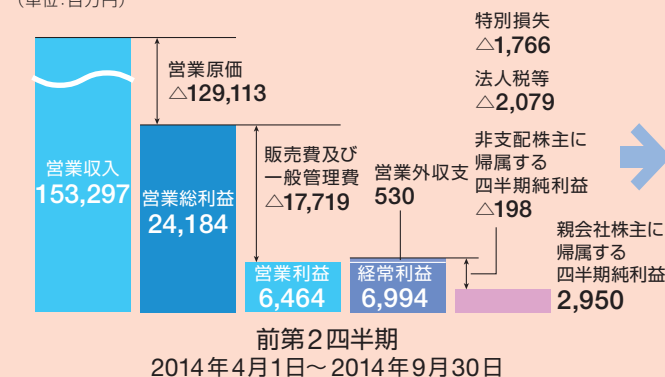 （単位：百万円）
営業収入
153,297
営業原価
△129,113
営業総利益
24,184
販売費及び
一般管理費
△17,719
営業利益
6,464
営業外収支
530
経常利益
6,994
特別損失
△1,766
法人税等
△2,079
非支配株主に
帰属する
四半期純利益
△198
親会社株主に
帰属する
四半期純利益
2,950
前第2四半期
2014年4月1日～2014年9月30日